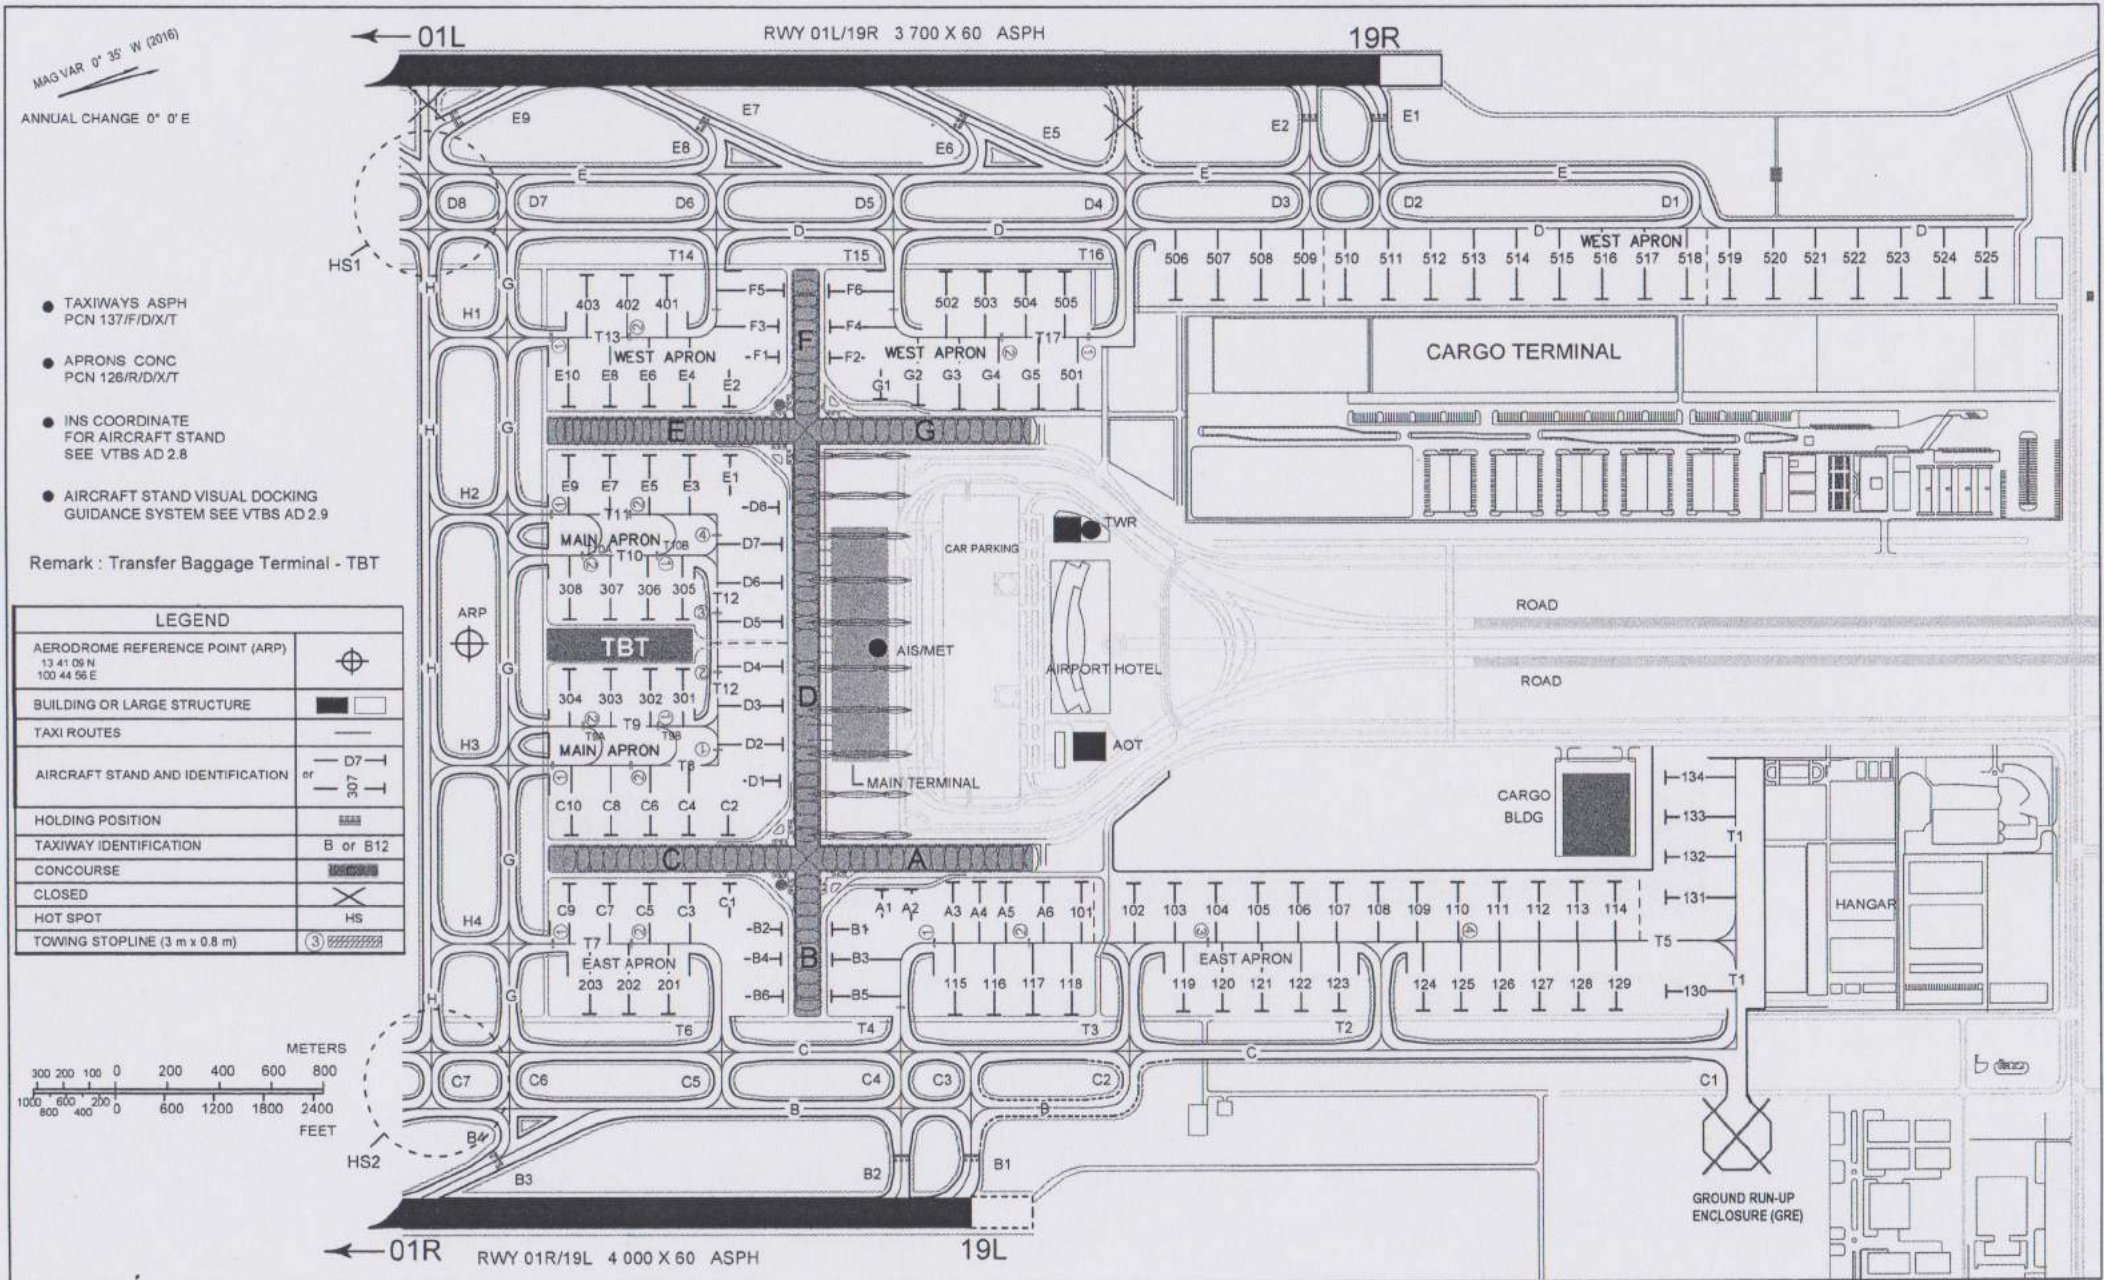 01L
RWY 01L/19R 3 700 X 60 ASPH
19R
MAG VAR 0° 35' W (2016)
ANNUAL CHANGE 0° 0' E
E9
E7
E8
E6
E5
E2
E1
E
E
E
D8
D7
D6
D5
D4
D3
D2
D1
D
D
D
D
HS1
H
G
H1
T14
T15
T16
WEST APRON
506
507
508
509
510
511
512
513
514
515
516
517
518
519
520
521
522
523
524
525
403
402
401
F5
F6
502
503
504
505
T13
F3
F
F4
T17
WEST APRON
F1
F2
WEST APRON
E10
E8
E6
E4
E2
G1
G2
G3
G4
G5
501
CARGO TERMINAL
● TAXIWAYS ASPH
PCN 137/F/D/X/T
● APRONS CONC
PCN 126/R/D/X/T
● INS COORDINATE
FOR AIRCRAFT STAND
SEE VTBS AD 2.8
● AIRCRAFT STAND VISUAL DOCKING
GUIDANCE SYSTEM SEE VTBS AD 2.9
Remark : Transfer Baggage Terminal - TBT
H
G
E
G
H2
E9
E7
E5
E3
E1
D8
T11
MAIN APRON
T10A
T10B
T10
D7
308
307
306
305
D6
T12
D5
TBT
D4
T12
304
303
302
301
D3
D
T9
T9A
T9B
MAIN APRON
D2
T8
D1
C10
C8
C6
C4
C2
TWR
CAR PARKING
AIS/MET
AIRPORT HOTEL
AOT
MAIN TERMINAL
ROAD
ROAD
ARP
H
G
H3
LEGEND
AERODROME REFERENCE POINT (ARP)
13 41 09 N
100 44 56 E
BUILDING OR LARGE STRUCTURE
TAXI ROUTES
AIRCRAFT STAND AND IDENTIFICATION
D7
or
307
HOLDING POSITION
TAXIWAY IDENTIFICATION
B or B12
CONCOURSE
CLOSED
HOT SPOT
HS
TOWING STOPLINE (3 m x 0.8 m)
3
G
C
A
H4
C9
C7
C5
C3
C1
A1
A2
A3
A4
A5
A6
101
102
103
104
105
106
107
108
109
110
111
112
113
114
CARGO
BLDG
134
133
T1
132
131
HANGAR
T5
T1
130
B2
B1
T7
EAST APRON
B4
B
B3
EAST APRON
203
202
201
B6
B5
115
116
117
118
119
120
121
122
123
124
125
126
127
128
129
H
G
T6
T4
T3
T2
C
C
C7
C6
C5
C4
C3
C2
C1
B
B
B4
B3
B2
B1
METERS
300 200 100 0 200 400 600 800
1000 800 600 400 200 0 600 1200 1800 2400
FEET
HS2
GROUND RUN-UP
ENCLOSURE (GRE)
01R
RWY 01R/19L 4 000 X 60 ASPH
19L